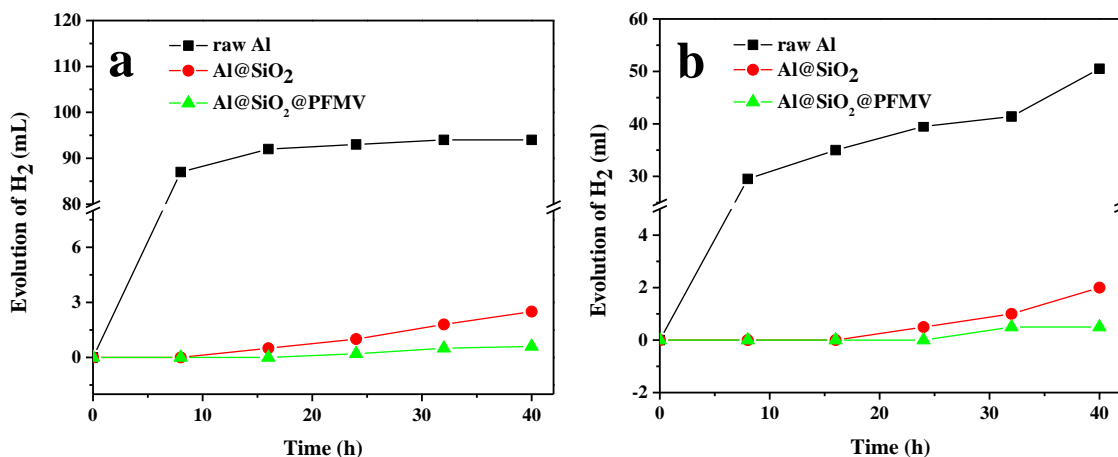 a
raw Al
Al@SiO2
Al@SiO2@PFMV
120
110
100
90
80
6
3
0
Evolution of H2 (mL)
0
10
20
30
40
Time (h)
b
raw Al
Al@SiO2
Al@SiO2@PFMV
60
50
40
30
4
2
0
-2
Evolution of H2 (ml)
0
10
20
30
40
Time (h)